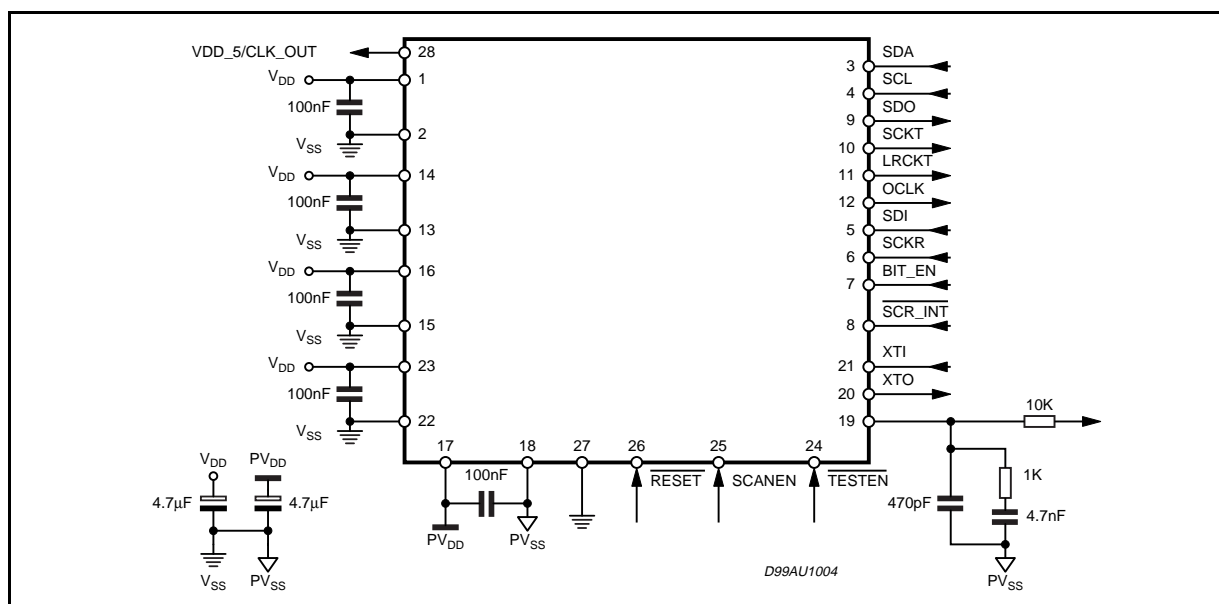 VDD_5/CLK_OUT
28
VDD
1
100nF
VSS
2
VDD
14
100nF
VSS
13
VDD
16
100nF
VSS
15
VDD
23
100nF
VSS
22
3
SDA
4
SCL
9
SDO
10
SCKT
11
LRCKT
12
OCLK
5
SDI
6
SCKR
7
BIT_EN
8
SCR_INT
21
XTI
20
XTO
19
10K
17
18
27
26
25
24
100nF
RESET
SCANEN
TESTEN
PVDD
PVSS
VDD
PVDD
4.7µF
4.7µF
VSS
PVSS
470pF
1K
4.7nF
PVSS
D99AU1004